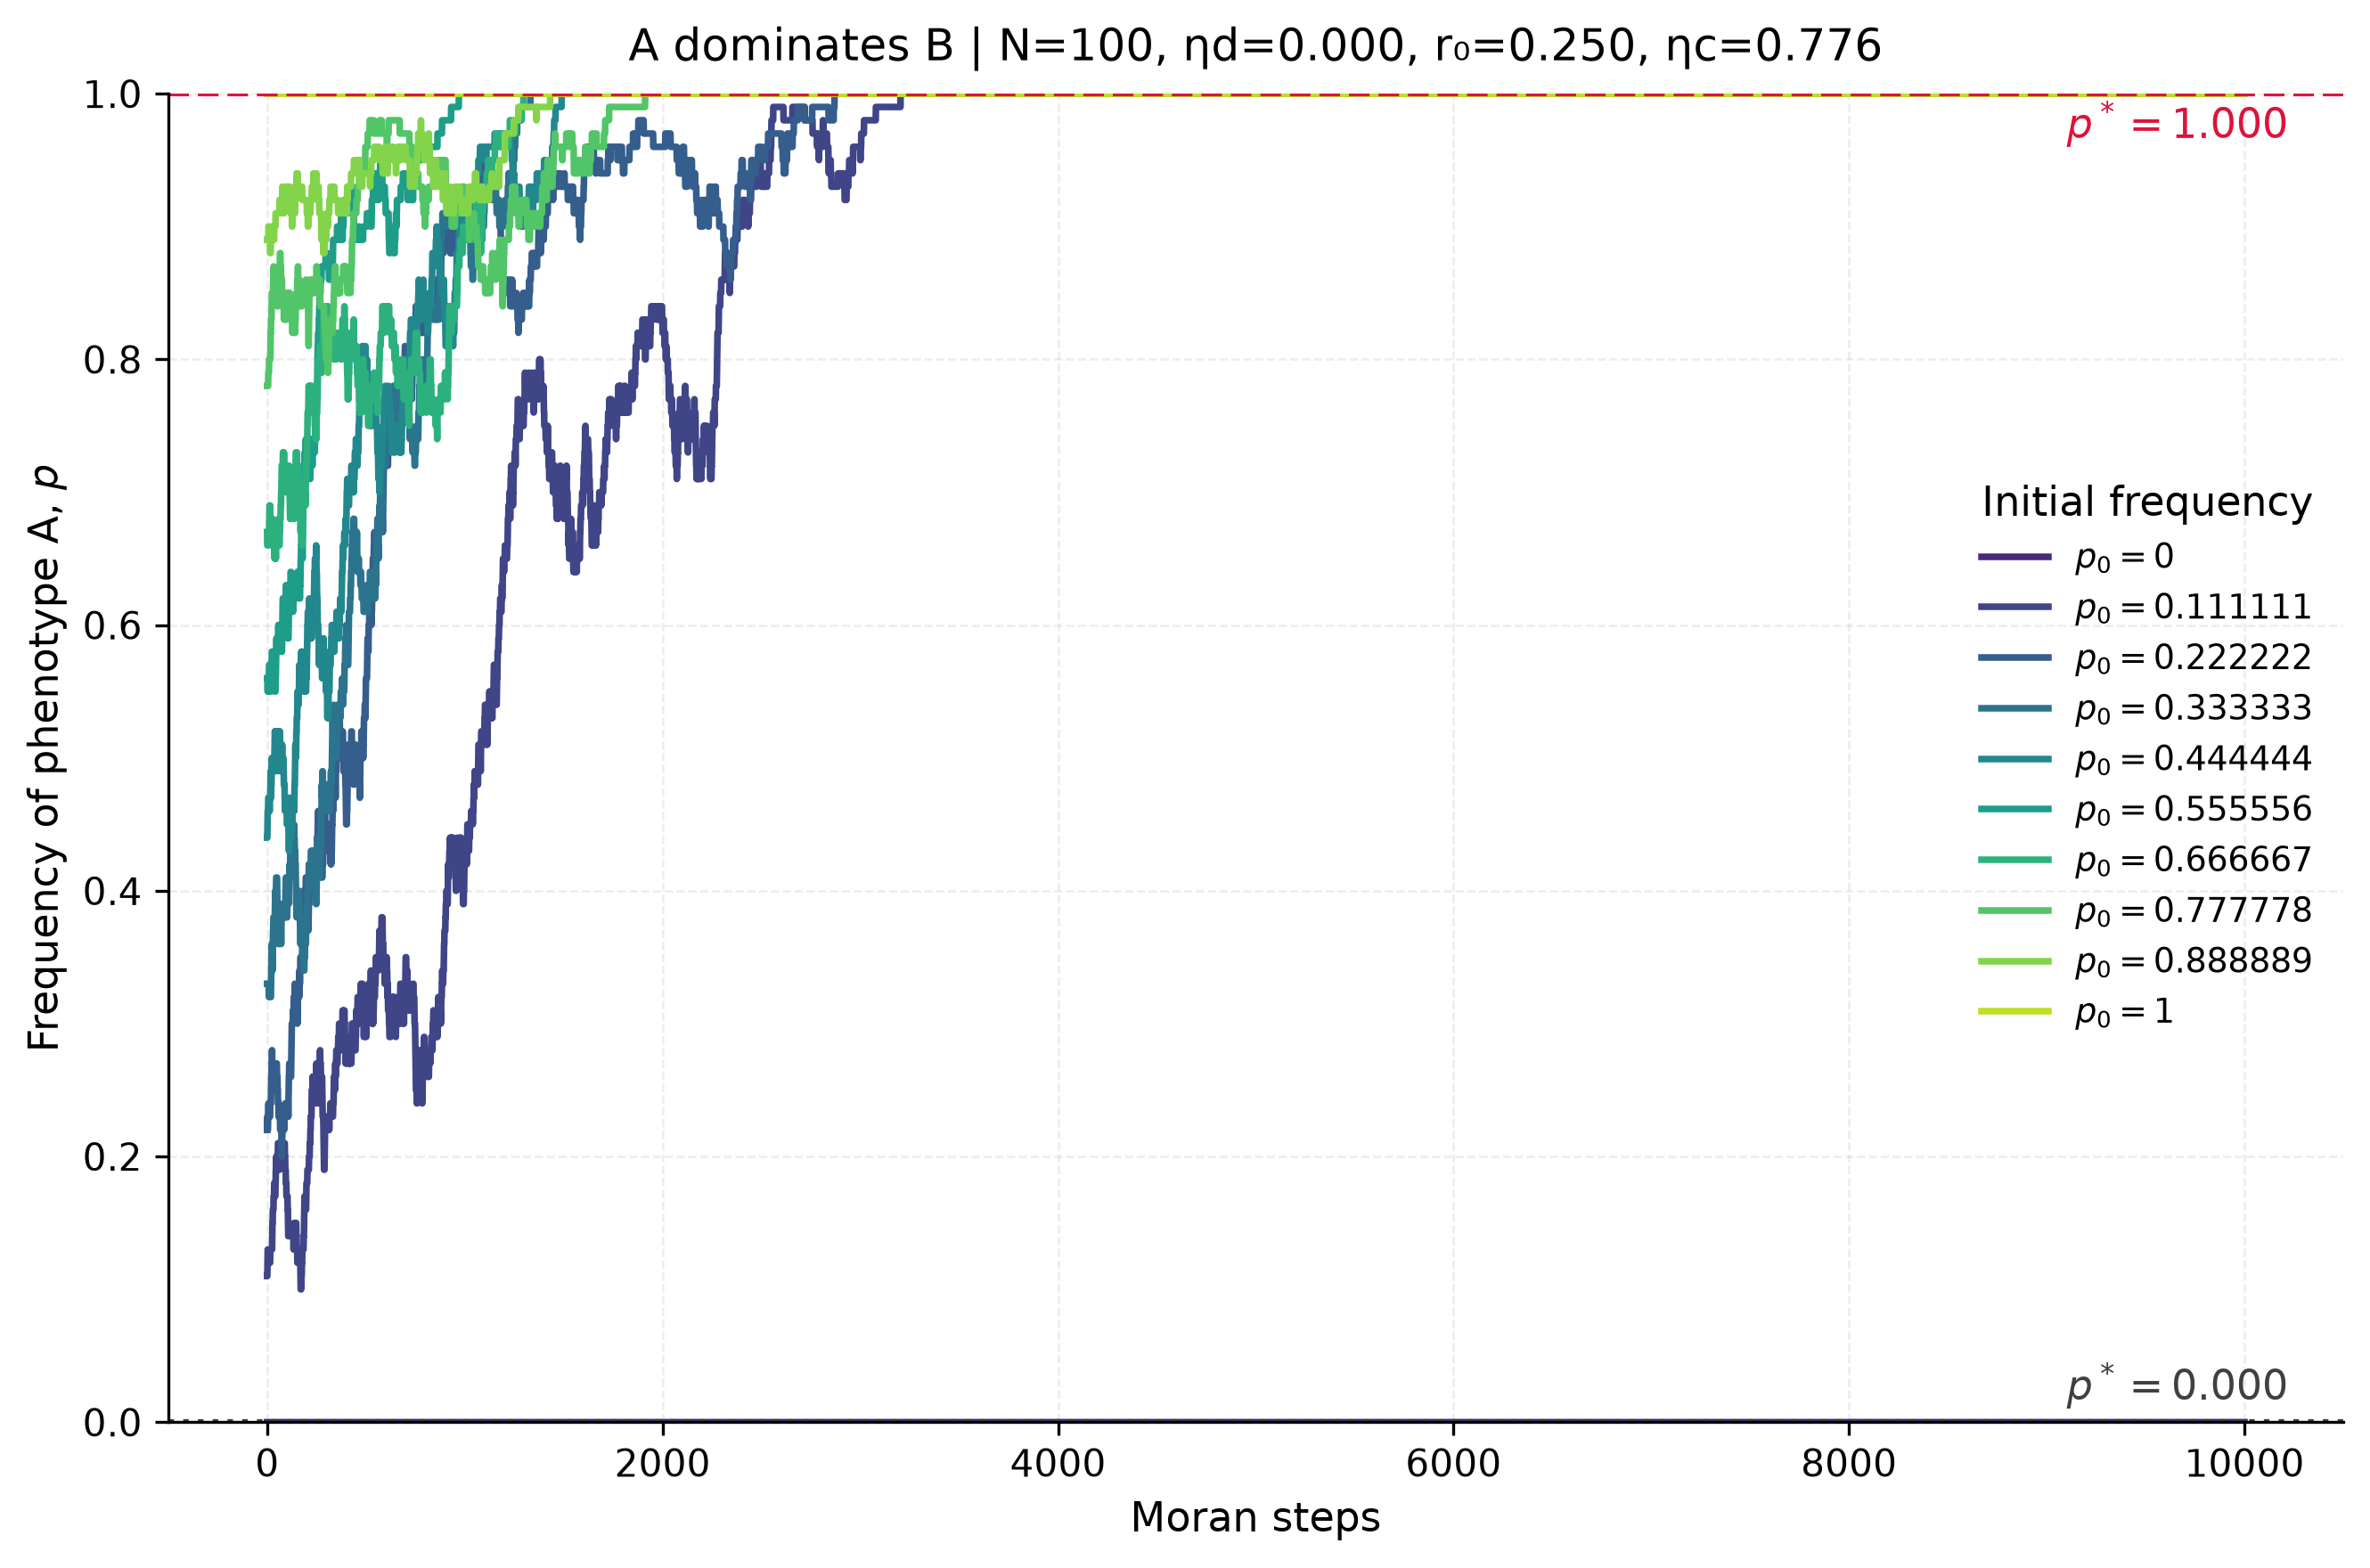 A dominates B | N=100, ηd=0.000, r₀=0.250, ηc=0.776
Frequency of phenotype A, p
1.0
0.8
0.6
0.4
0.2
0.0
p* = 1.000
Initial frequency
p₀ = 0
p₀ = 0.111111
p₀ = 0.222222
p₀ = 0.333333
p₀ = 0.444444
p₀ = 0.555556
p₀ = 0.666667
p₀ = 0.777778
p₀ = 0.888889
p₀ = 1
p* = 0.000
0 2000 4000 6000 8000 10000
Moran steps